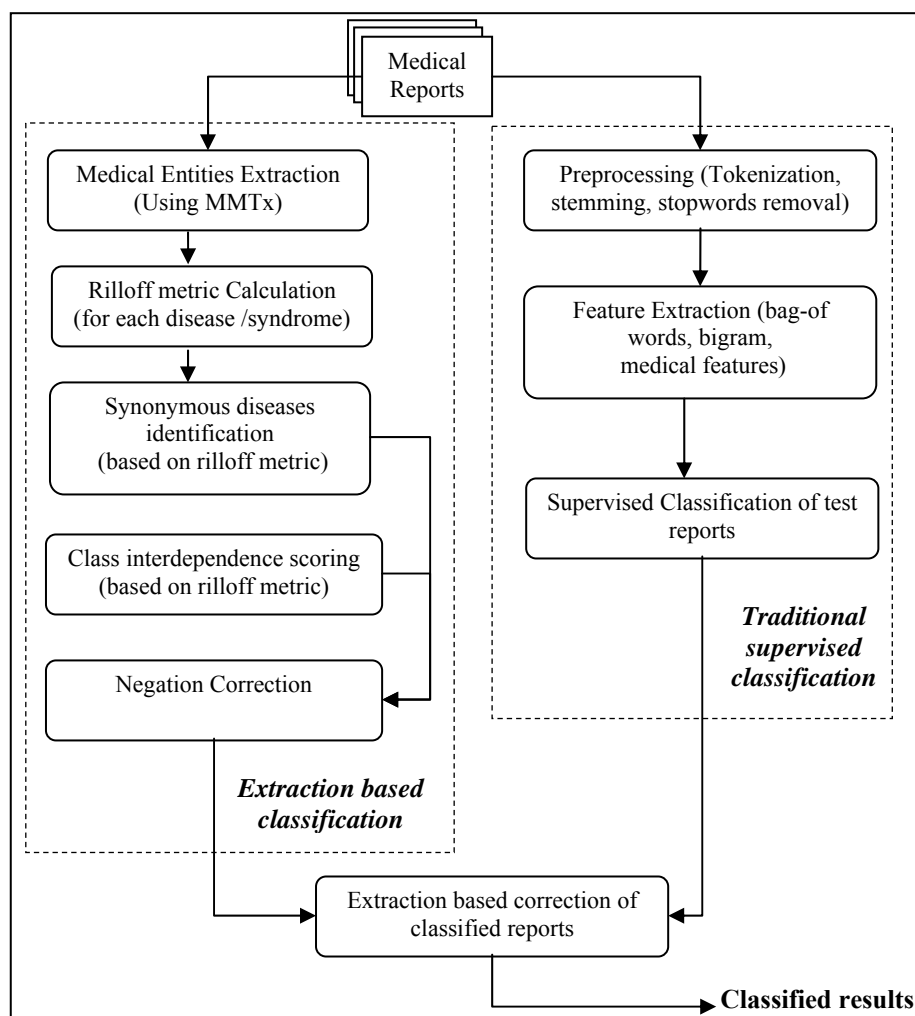 Medical
Reports
Medical Entities Extraction
(Using MMTx)
Rilloff metric Calculation
(for each disease /syndrome)
Synonymous diseases
identification
(based on rilloff metric)
Class interdependence scoring
(based on rilloff metric)
Negation Correction
Extraction based
classification
Preprocessing (Tokenization,
stemming, stopwords removal)
Feature Extraction (bag-of
words, bigram,
medical features)
Supervised Classification of test
reports
Traditional
supervised
classification
Extraction based correction of
classified reports
Classified results